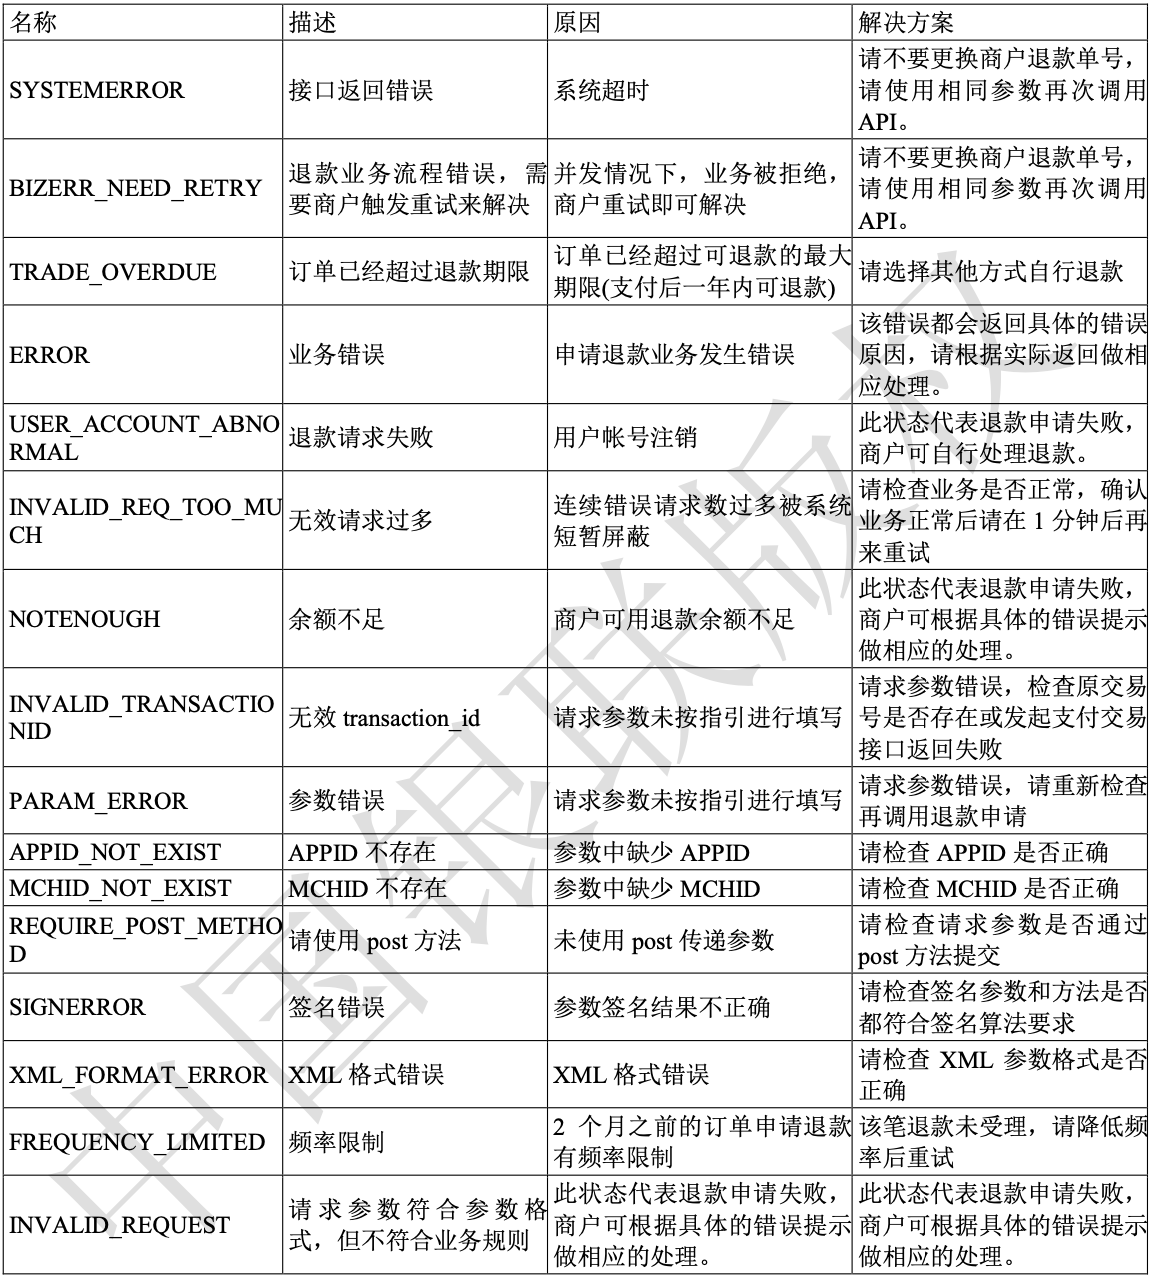 名称 描述 原因 解决方案
SYSTEMERROR 接口返回错误 系统超时 请不要更换商户退款单号，
请使用相同参数再次调用
API。
BIZERR_NEED_RETRY 退款业务流程错误，需
要商户触发重试来解决
并发情况下，业务被拒绝，
商户重试即可解决
请不要更换商户退款单号，
请使用相同参数再次调用
API。
TRADE_OVERDUE 订单已经超过退款期限
订单已经超过可退款的最大
期限(支付后一年内可退款)
请选择其他方式自行退款
ERROR 业务错误 申请退款业务发生错误
该错误都会返回具体的错误
原因，请根据实际返回做相
应处理。
USER_ACCOUNT_ABNO
RMAL
退款请求失败 用户帐号注销
此状态代表退款申请失败，
商户可自行处理退款。
INVALID_REQ_TOO_MU
CH
无效请求过多
连续错误请求数过多被系统
短暂屏蔽
请检查业务是否正常，确认
业务正常后请在 1 分钟后再
来重试
NOTENOUGH 余额不足 商户可用退款余额不足
此状态代表退款申请失败，
商户可根据具体的错误提示
做相应的处理。
INVALID_TRANSACTIO
NID
无效 transaction_id 请求参数未按指引进行填写
请求参数错误，检查原交易
号是否存在或发起支付交易
接口返回失败
PARAM_ERROR 参数错误 请求参数未按指引进行填写
请求参数错误，请重新检查
再调用退款申请
APPID_NOT_EXIST APPID 不存在 参数中缺少 APPID 请检查 APPID 是否正确
MCHID_NOT_EXIST MCHID 不存在 参数中缺少 MCHID 请检查 MCHID 是否正确
REQUIRE_POST_METHO
D
请使用 post 方法 未使用 post 传递参数
请检查请求参数是否通过
post 方法提交
SIGNERROR 签名错误 参数签名结果不正确
请检查签名参数和方法是否
都符合签名算法要求
XML_FORMAT_ERROR XML 格式错误 XML 格式错误
请检查 XML 参数格式是否
正确
FREQUENCY_LIMITED 频率限制
2 个月之前的订单申请退款
有频率限制
该笔退款未受理，请降低频
率后重试
INVALID_REQUEST
请求参数符合参数格
式，但不符合业务规则
此状态代表退款申请失败，
商户可根据具体的错误提示
做相应的处理。
此状态代表退款申请失败，
商户可根据具体的错误提示
做相应的处理。
中国银联版权